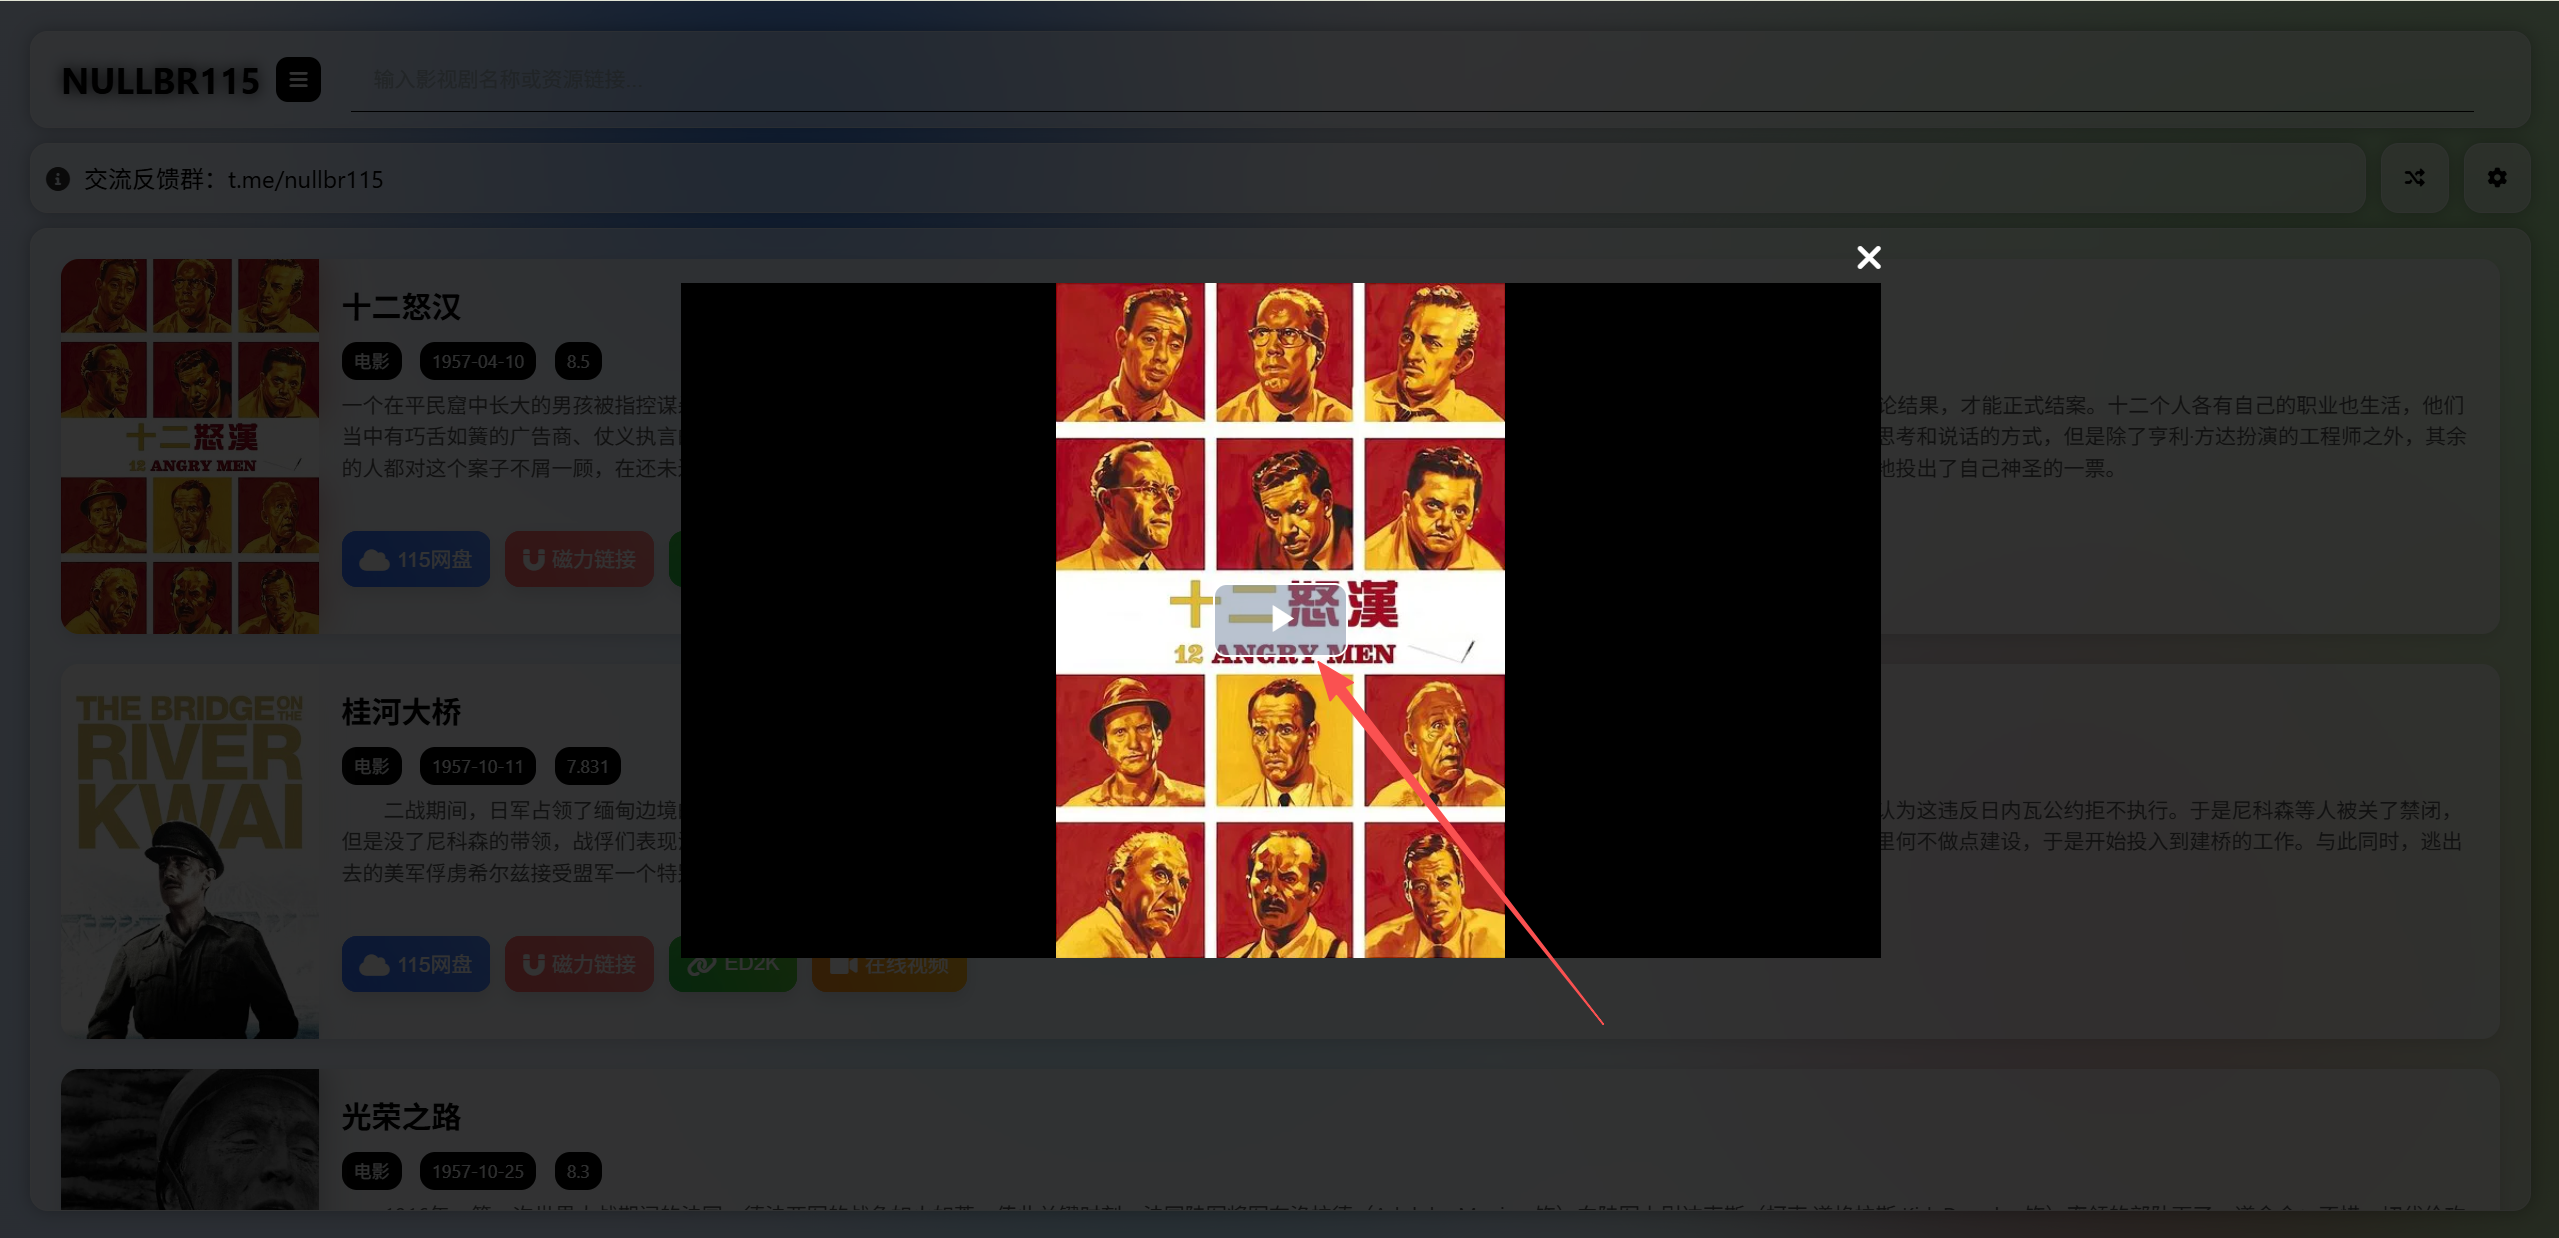 NULLBR115
输入影视剧名称或资源链接...
交流反馈群：t.me/nullbr115
十二怒汉
电影 1957-04-10 8.5
一个在平民窟中长大的男孩被指控谋 论结果，才能正式结案。十二个人各有自己的职业也生活，他们
当中有巧舌如簧的广告商、仗义执言 思考和说话的方式，但是除了亨利·方达扮演的工程师之外，其余
的人都对这个案子不屑一顾，在还未 地投出了自己神圣的一票。
115网盘 磁力链接
十二怒漢
12 ANGRY MEN
十二怒漢
12 ANGRY MEN
THE BRIDGE ON THE
RIVER
KWAI
桂河大桥
电影 1957-10-11 7.831
二战期间，日军占领了缅甸边境 认为这违反日内瓦公约拒不执行。于是尼科森等人被关了禁闭，
但是没了尼科森的带领，战俘们表现 里何不做点建设，于是开始投入到建桥的工作。与此同时，逃出
去的美军俘虏希尔兹接受盟军一个特
115网盘 磁力链接 ED2K 在线视频
光荣之路
电影 1957-10-25 8.3